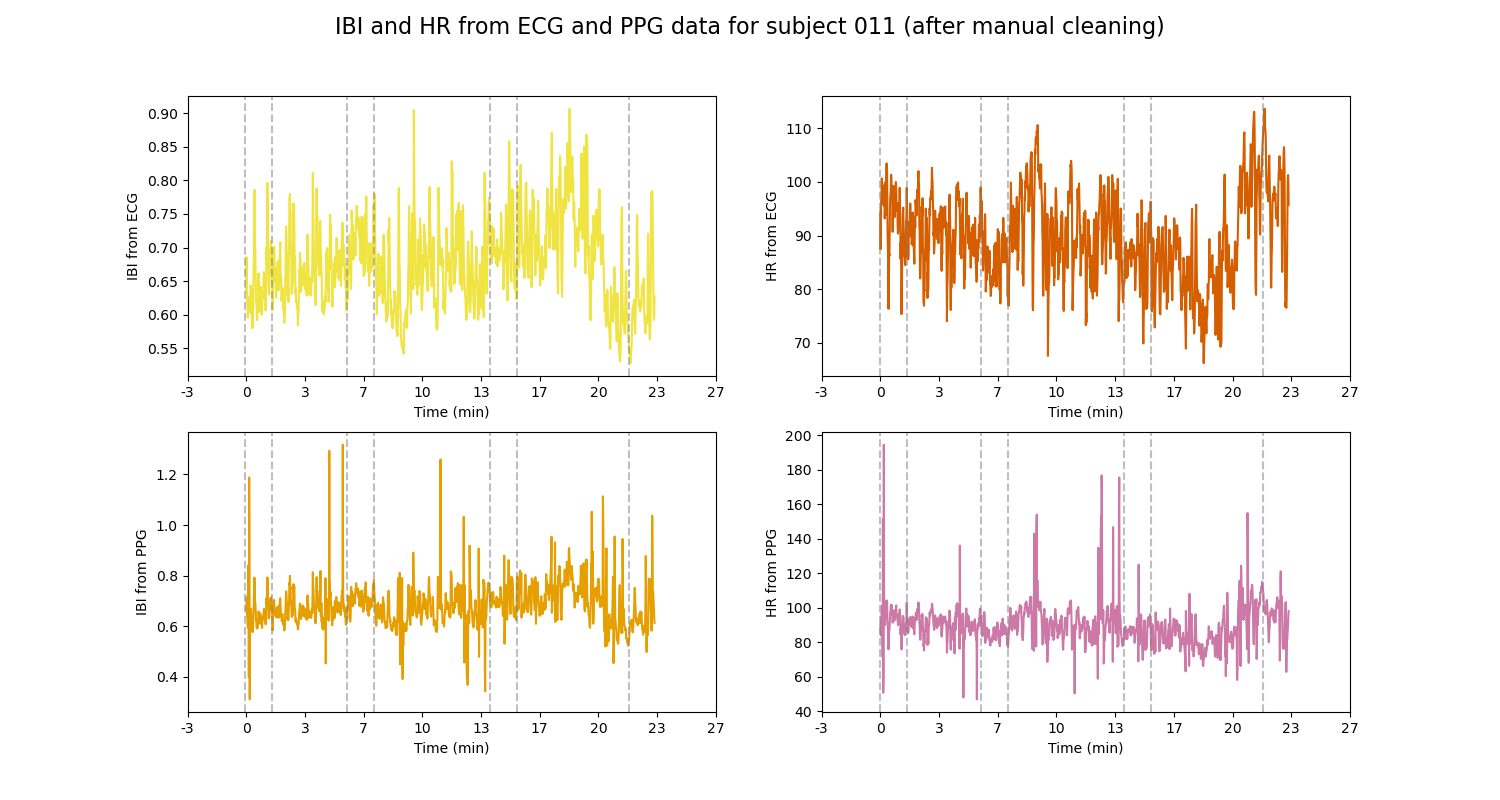 IBI and HR from ECG and PPG data for subject 011 (after manual cleaning)
IBI from ECG
0.90
0.85
0.80
0.75
0.70
0.65
0.60
0.55
-3 0 3 7 10 13 17 20 23 27
Time (min)
HR from ECG
110
100
90
80
70
-3 0 3 7 10 13 17 20 23 27
Time (min)
IBI from PPG
1.2
1.0
0.8
0.6
0.4
-3 0 3 7 10 13 17 20 23 27
Time (min)
HR from PPG
200
180
160
140
120
100
80
60
40
-3 0 3 7 10 13 17 20 23 27
Time (min)